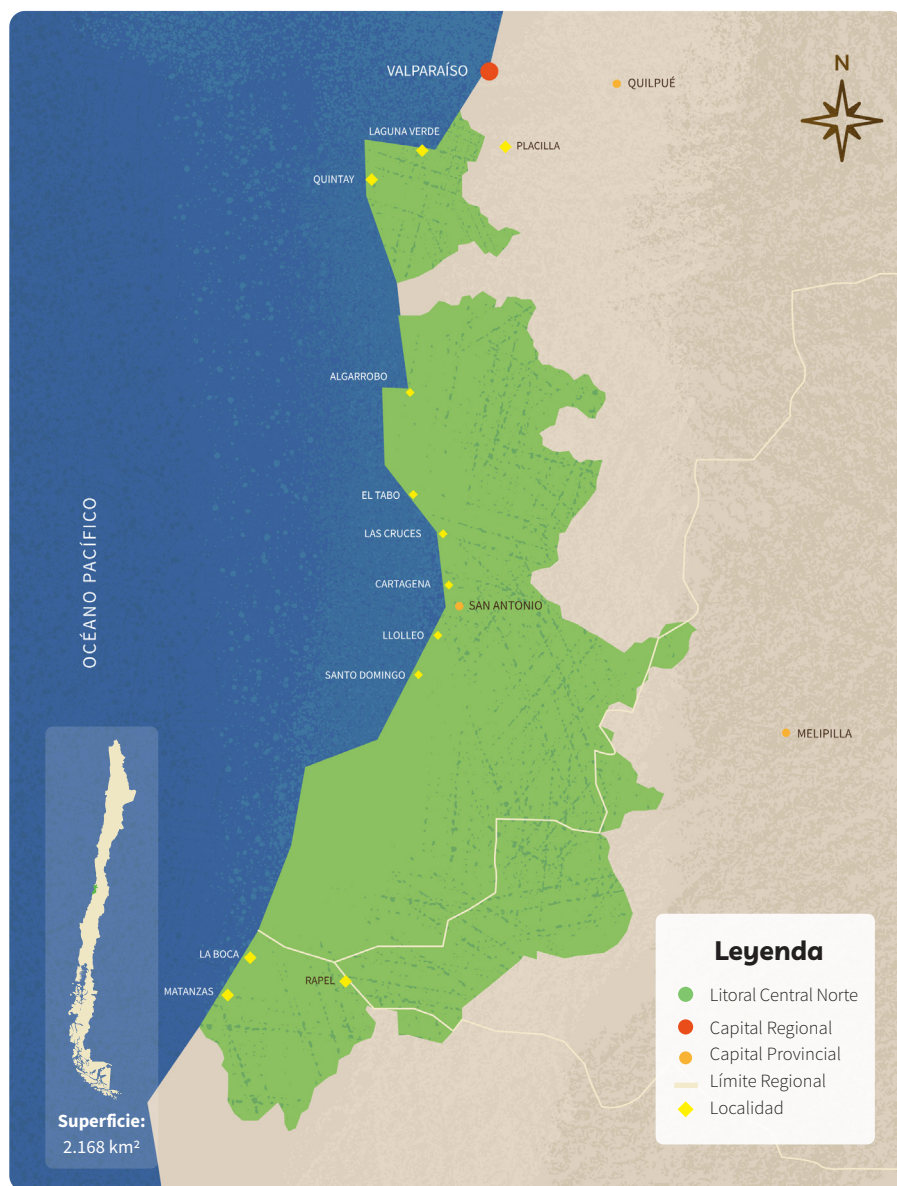 N
VALPARAÍSO
QUILPUÉ
LAGUNA VERDE
PLACILLA
QUINTAY
ALGARROBO
EL TABO
LAS CRUCES
OCÉANO PACÍFICO
CARTAGENA
SAN ANTONIO
LLOLLEO
SANTO DOMINGO
MELIPILLA
LA BOCA
RAPEL
MATANZAS
Superficie:
2.168 km²
Leyenda
Litoral Central Norte
Capital Regional
Capital Provincial
Límite Regional
Localidad